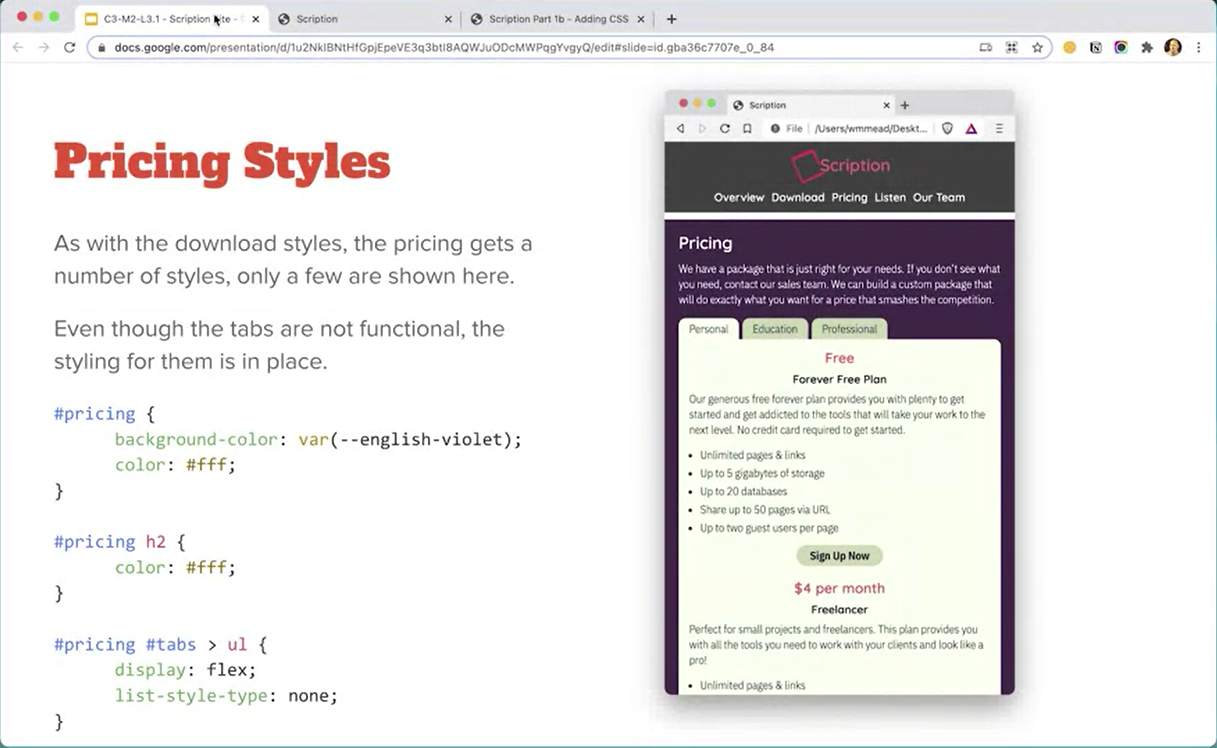 C3-M2-L3.1 - Scription
Scription
Scription Part 1b - Adding CSS
docs.google.com/presentation/d/1u2NklBNtHfGpjEpeVE3q3btI8AQWJuODcMWPqgYvgyQ/edit#slide=id.gba36c7707e_0_84
Pricing Styles
As with the download styles, the pricing gets a
number of styles, only a few are shown here.
Even though the tabs are not functional, the
styling for them is in place.
#pricing {
background-color: var(--english-violet);
color: #fff;
}
#pricing h2 {
color: #fff;
}
#pricing #tabs > ul {
display: flex;
list-style-type: none;
}
Scription
File /Users/wmmead/Deskt...
Scription
Overview Download Pricing Listen Our Team
Pricing
We have a package that is just right for your needs. If you don't see what
you need, contact our sales team. We can build a custom package that
will do exactly what you want for a price that smashes the competition.
Personal Education Professional
Free
Forever Free Plan
Our generous free forever plan provides you with plenty to get
started and get addicted to the tools that will take your work to the
next level. No credit card required to get started.
• Unlimited pages & links
• Up to 5 gigabytes of storage
• Up to 20 databases
• Share up to 50 pages via URL
• Up to two guest users per page
Sign Up Now
$4 per month
Freelancer
Perfect for small projects and freelancers. This plan provides you
with all the tools you need to work with your clients and look like a
pro!
• Unlimited pages & links